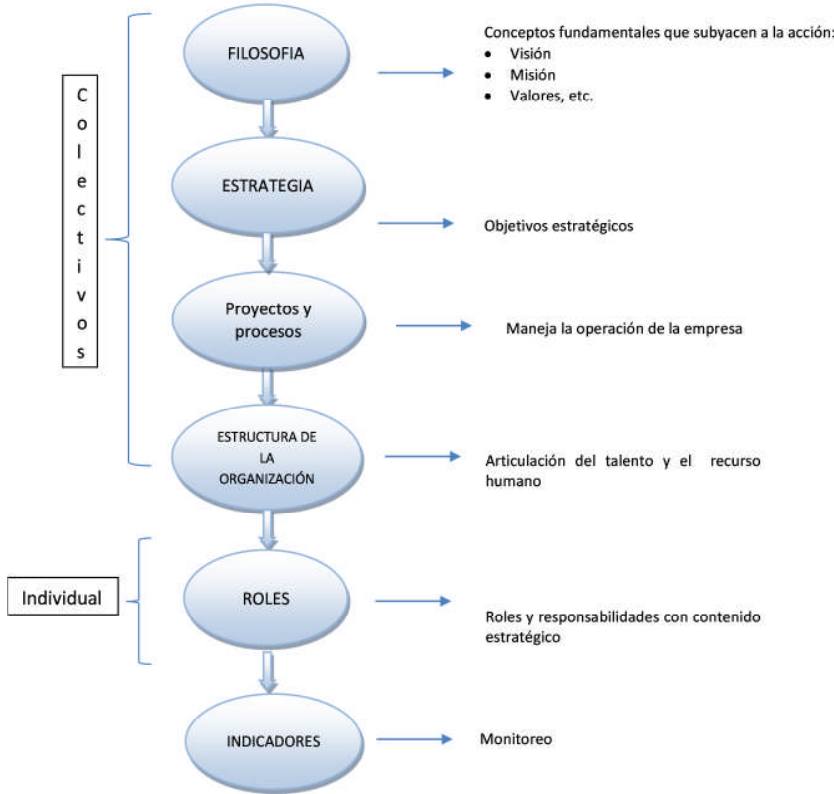 Colectivos
FILOSOFIA
Conceptos fundamentales que subyacen a la acción:
• Visión
• Misión
• Valores, etc.
ESTRATEGIA
Objetivos estratégicos
Proyectos y
procesos
Maneja la operación de la empresa
ESTRUCTURA DE
LA
ORGANIZACIÓN
Articulación del talento y el recurso
humano
Individual
ROLES
Roles y responsabilidades con contenido
estratégico
INDICADORES
Monitoreo